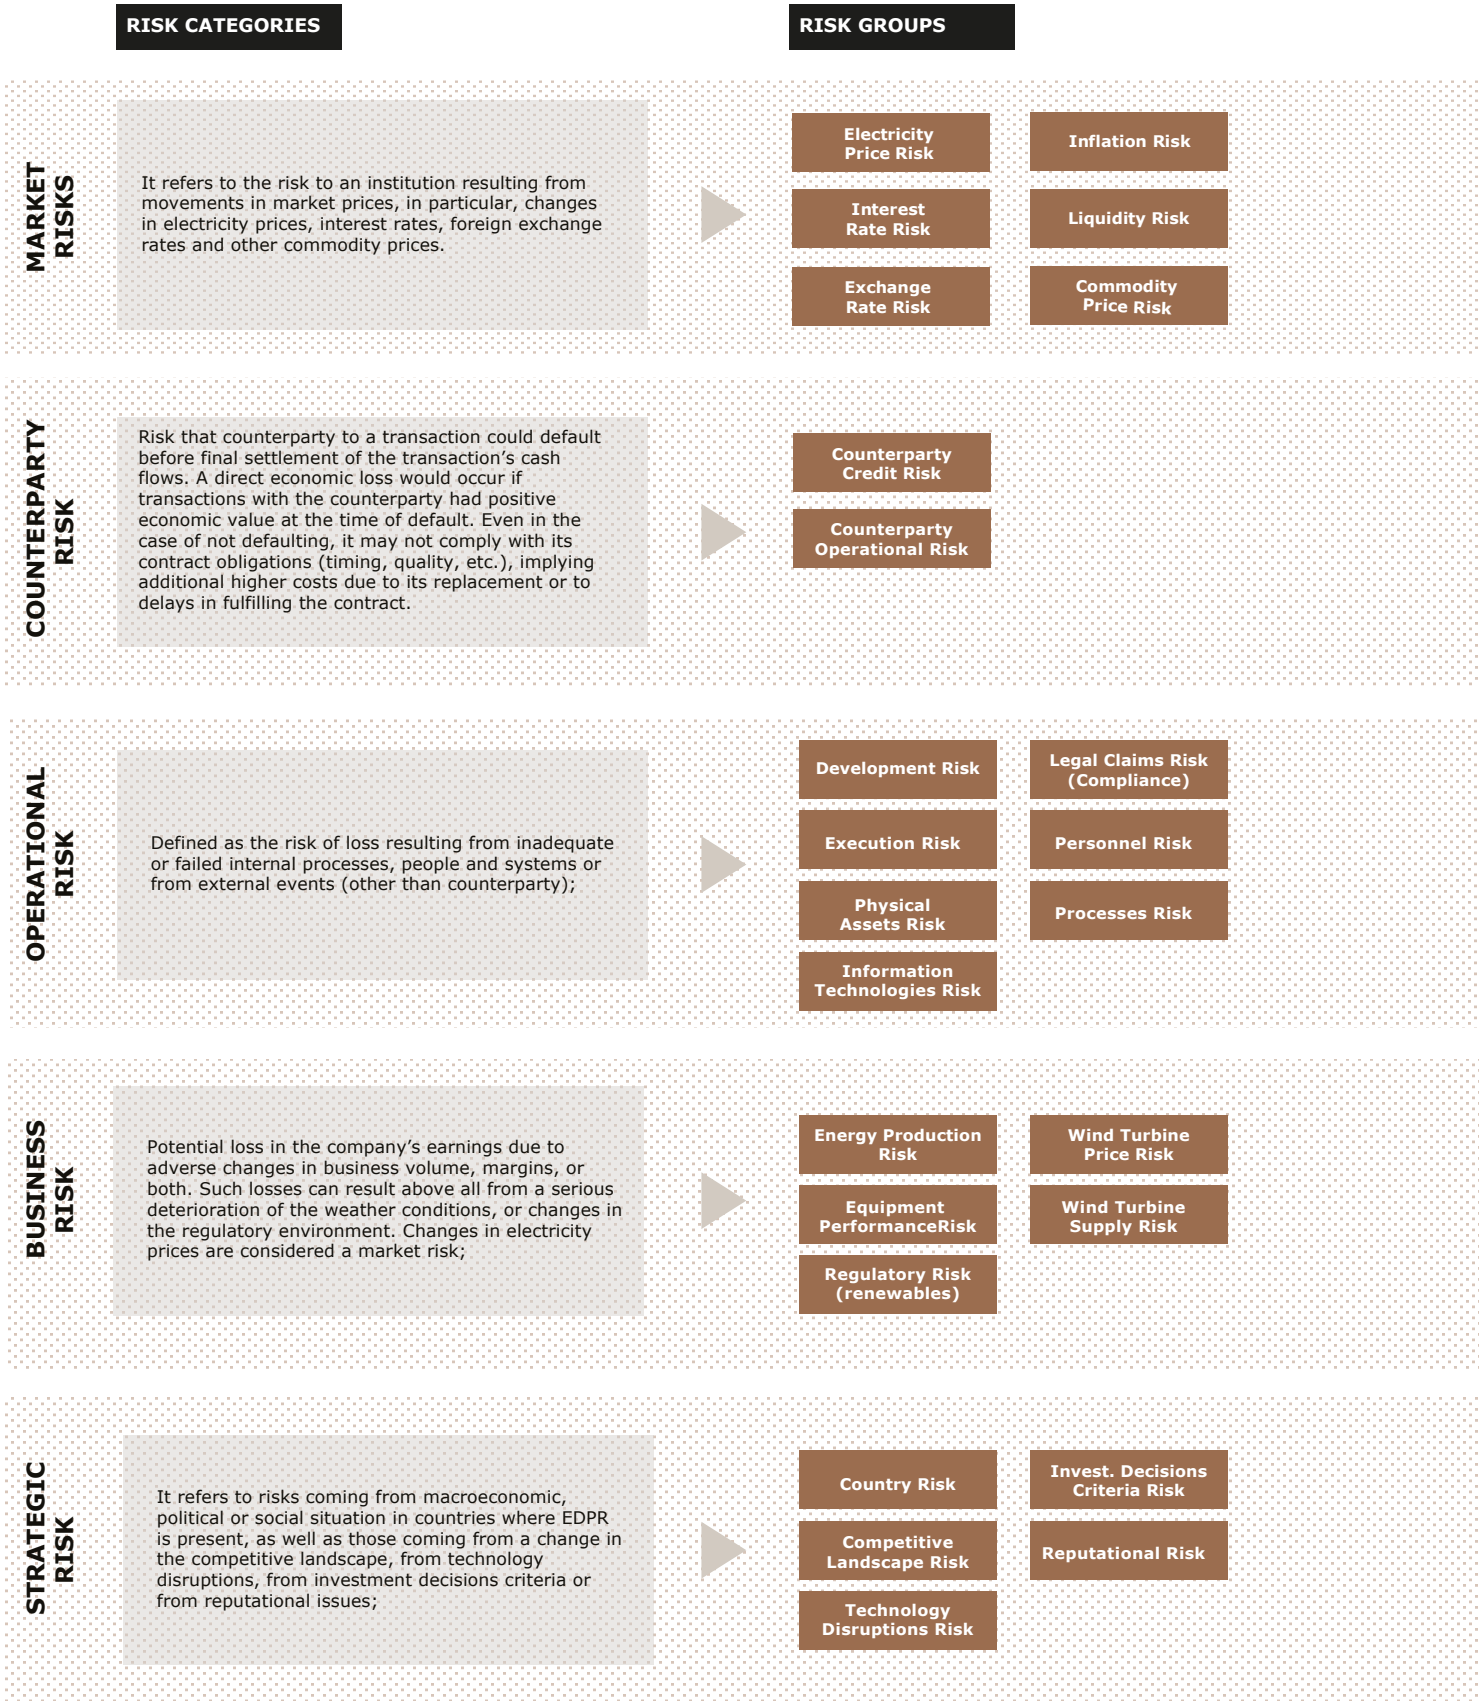 RISK CATEGORIES
RISK GROUPS
MARKET
RISKS
It refers to the risk to an institution resulting from
movements in market prices, in particular, changes
in electricity prices, interest rates, foreign exchange
rates and other commodity prices.
Electricity
Price Risk
Inflation Risk
Interest
Rate Risk
Liquidity Risk
Exchange
Rate Risk
Commodity
Price Risk
COUNTERPARTY
RISK
Risk that counterparty to a transaction could default
before final settlement of the transaction’s cash
flows. A direct economic loss would occur if
transactions with the counterparty had positive
economic value at the time of default. Even in the
case of not defaulting, it may not comply with its
contract obligations (timing, quality, etc.), implying
additional higher costs due to its replacement or to
delays in fulfilling the contract.
Counterparty
Credit Risk
Counterparty
Operational Risk
OPERATIONAL
RISK
Defined as the risk of loss resulting from inadequate
or failed internal processes, people and systems or
from external events (other than counterparty);
Development Risk
Legal Claims Risk
(Compliance)
Execution Risk
Personnel Risk
Physical
Assets Risk
Processes Risk
Information
Technologies Risk
BUSINESS
RISK
Potential loss in the company’s earnings due to
adverse changes in business volume, margins, or
both. Such losses can result above all from a serious
deterioration of the weather conditions, or changes in
the regulatory environment. Changes in electricity
prices are considered a market risk;
Energy Production
Risk
Wind Turbine
Price Risk
Equipment
PerformanceRisk
Wind Turbine
Supply Risk
Regulatory Risk
(renewables)
STRATEGIC
RISK
It refers to risks coming from macroeconomic,
political or social situation in countries where EDPR
is present, as well as those coming from a change in
the competitive landscape, from technology
disruptions, from investment decisions criteria or
from reputational issues;
Country Risk
Invest. Decisions
Criteria Risk
Competitive
Landscape Risk
Reputational Risk
Technology
Disruptions Risk